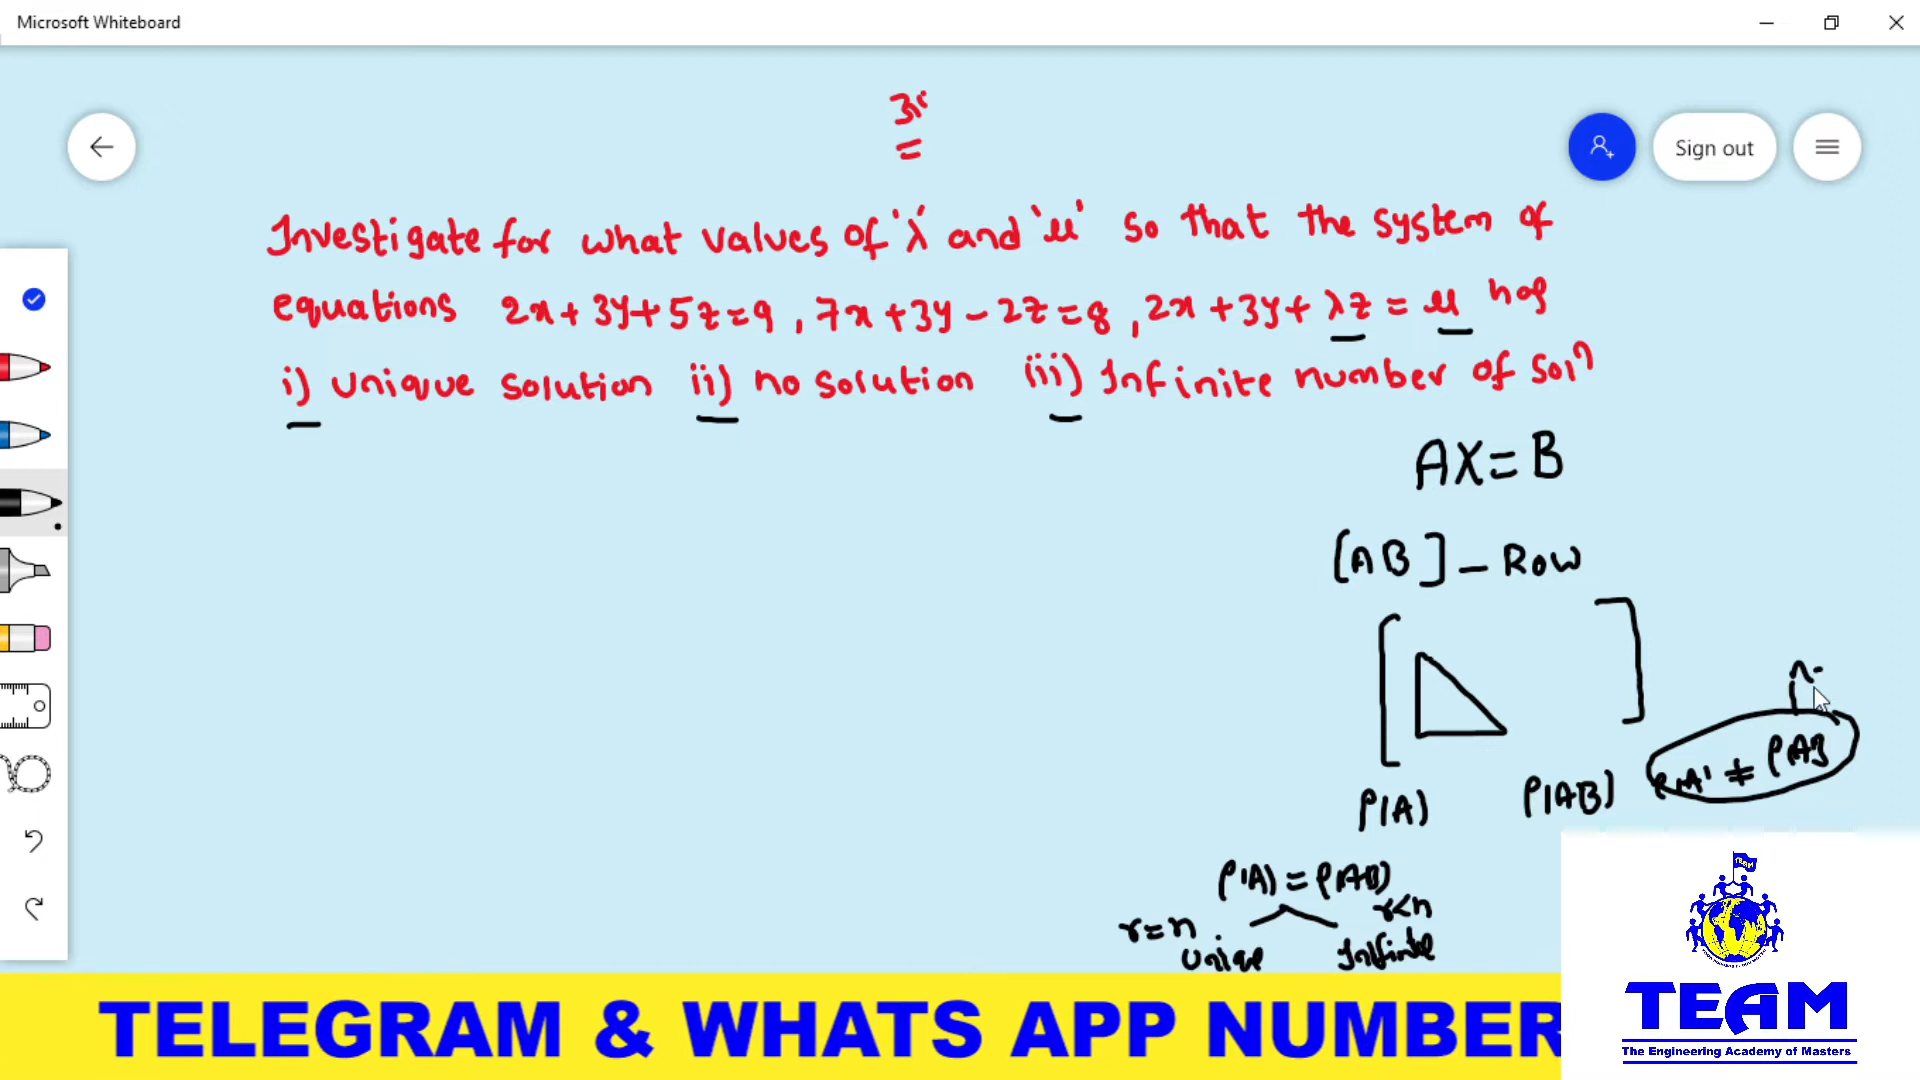 Microsoft Whiteboard
Sign out
Investigate for what values of 'λ' and 'μ' so that the system of
equations 2x + 3y + 5z = 9 , 7x + 3y - 2z = 8 , 2x + 3y + λz = μ has
i) unique solution ii) no solution (iii) Infinite number of soln
AX = B
[AB] - Row
ρ(A) ρ(AB) ρ(A) ≠ ρ(AB)
ρ(A) = ρ(AB)
r = n r < n
unique Infinite
TELEGRAM & WHATS APP NUMBER
TEAM
The Engineering Academy of Masters